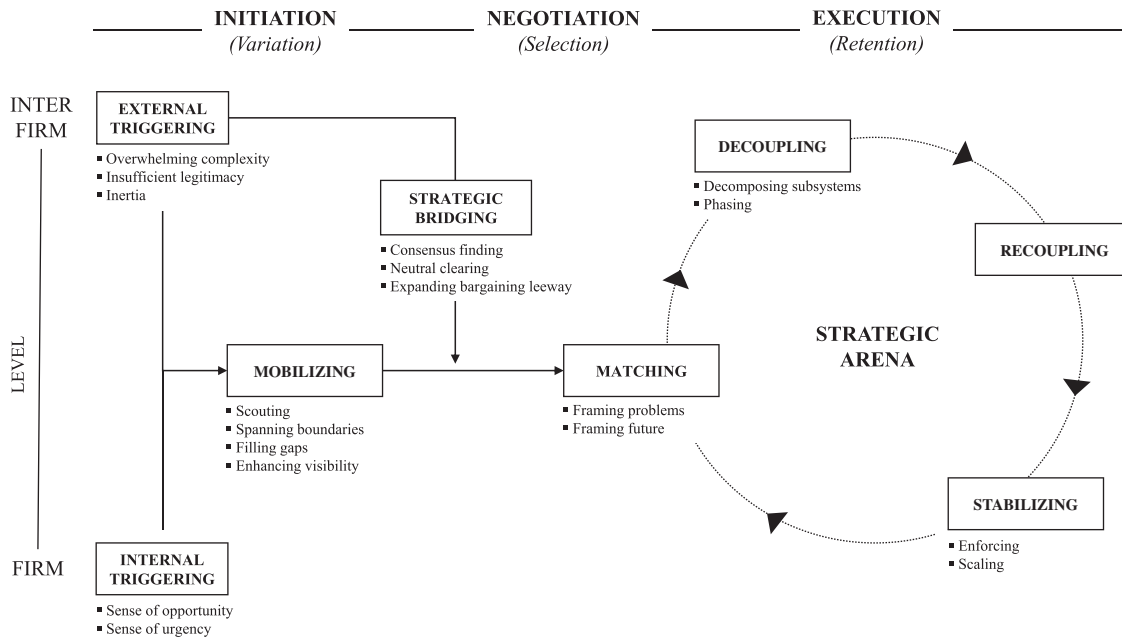 INITIATION
(Variation)
NEGOTIATION
(Selection)
EXECUTION
(Retention)
INTER
FIRM
LEVEL
FIRM
EXTERNAL
TRIGGERING
▪ Overwhelming complexity
▪ Insufficient legitimacy
▪ Inertia
STRATEGIC
BRIDGING
▪ Consensus finding
▪ Neutral clearing
▪ Expanding bargaining leeway
MOBILIZING
▪ Scouting
▪ Spanning boundaries
▪ Filling gaps
▪ Enhancing visibility
INTERNAL
TRIGGERING
▪ Sense of opportunity
▪ Sense of urgency
MATCHING
▪ Framing problems
▪ Framing future
DECOUPLING
▪ Decomposing subsystems
▪ Phasing
RECOUPLING
STRATEGIC
ARENA
STABILIZING
▪ Enforcing
▪ Scaling